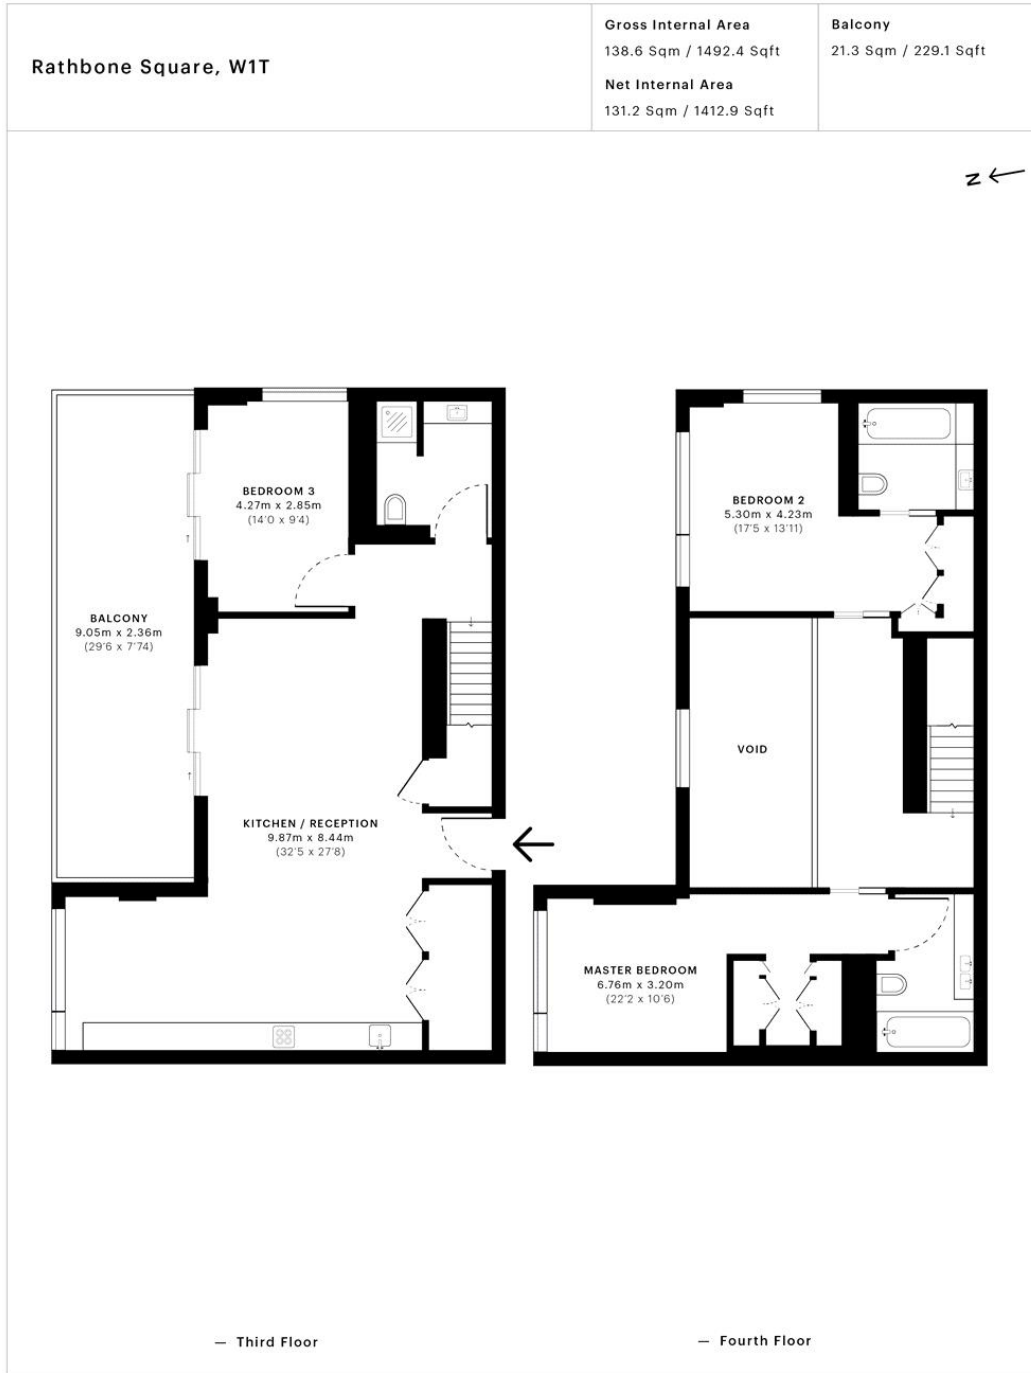 Rathbone Square, W1T
Gross Internal Area
138.6 Sqm / 1492.4 Sqft
Net Internal Area
131.2 Sqm / 1412.9 Sqft
Balcony
21.3 Sqm / 229.1 Sqft
N
BEDROOM 3
4.27m x 2.85m
(14'0 x 9'4)
BALCONY
9.05m x 2.36m
(29'6 x 7'74)
KITCHEN / RECEPTION
9.87m x 8.44m
(32'5 x 27'8)
BEDROOM 2
5.30m x 4.23m
(17'5 x 13'11)
VOID
MASTER BEDROOM
6.76m x 3.20m
(22'2 x 10'6)
— Third Floor
— Fourth Floor